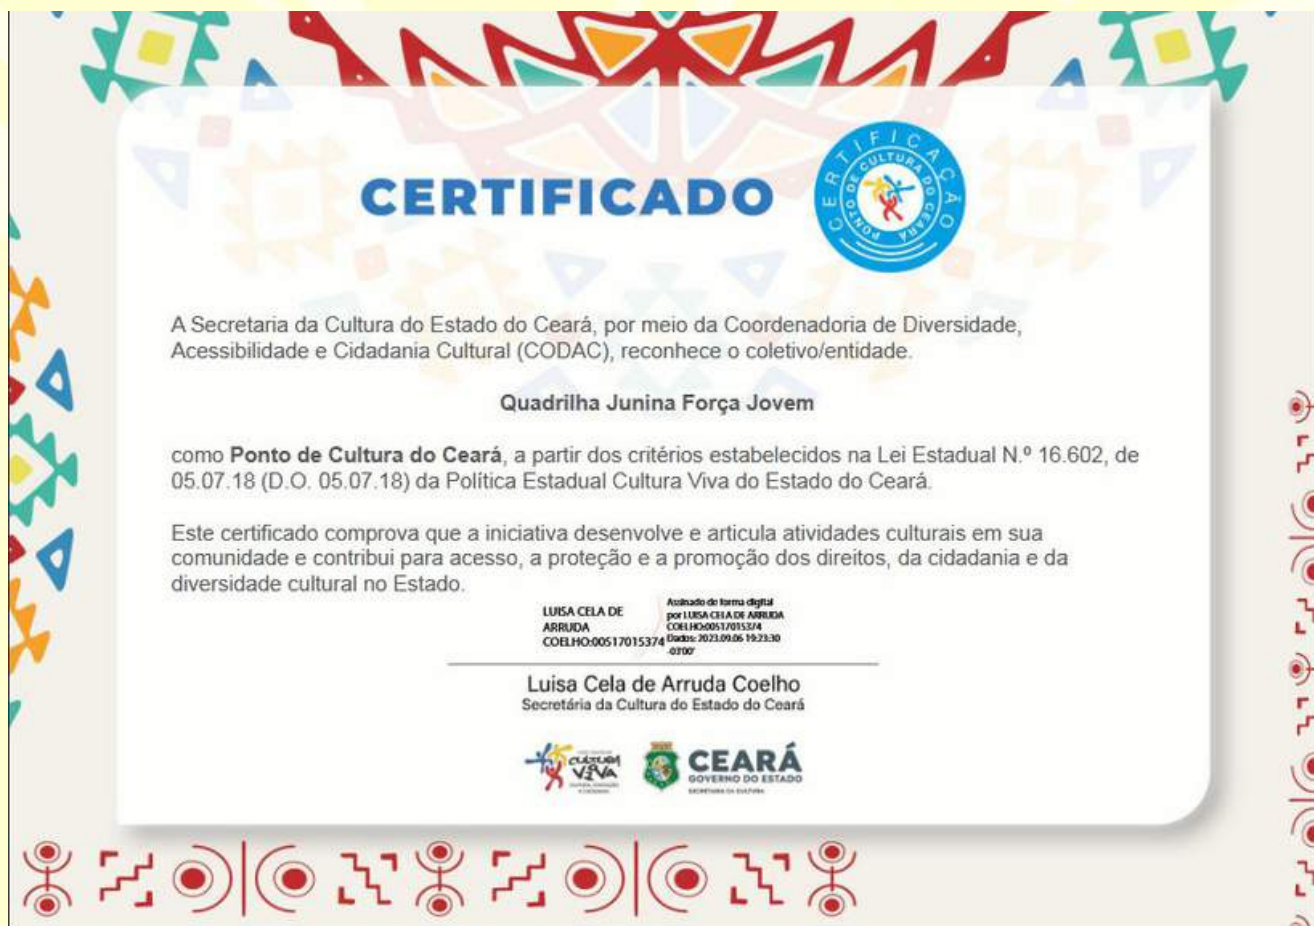 CERTIFICADO
CERTIFICAÇÃO
PONTO DE CULTURA DO CEARÁ
A Secretaria da Cultura do Estado do Ceará, por meio da Coordenadoria de Diversidade,
Acessibilidade e Cidadania Cultural (CODAC), reconhece o coletivo/entidade.
Quadrilha Junina Força Jovem
como Ponto de Cultura do Ceará, a partir dos critérios estabelecidos na Lei Estadual N.º 16.602, de
05.07.18 (D.O. 05.07.18) da Política Estadual Cultura Viva do Estado do Ceará.
Este certificado comprova que a iniciativa desenvolve e articula atividades culturais em sua
comunidade e contribui para acesso, a proteção e a promoção dos direitos, da cidadania e da
diversidade cultural no Estado.
LUISA CELA DE
ARRUDA
COELHO:00517015374
Assinado de forma digital
por LUISA CELA DE ARRUDA
COELHO:00517015374
Dados: 2023.09.06 19:23:30
-03'00'
Luisa Cela de Arruda Coelho
Secretária da Cultura do Estado do Ceará
CULTURA
VIVA
CEARÁ
GOVERNO DO ESTADO
SECRETARIA DA CULTURA